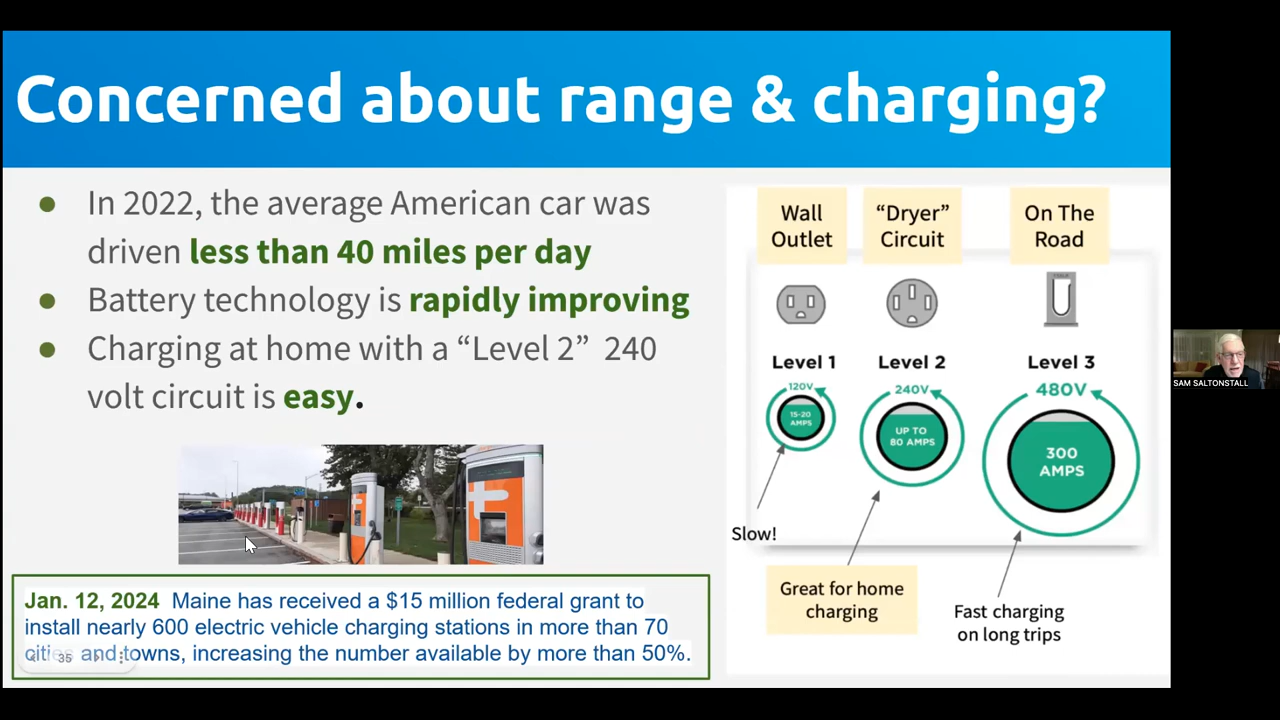 Concerned about range & charging?
● In 2022, the average American car was
driven less than 40 miles per day
● Battery technology is rapidly improving
● Charging at home with a “Level 2” 240
volt circuit is easy.
Jan. 12, 2024 Maine has received a $15 million federal grant to
install nearly 600 electric vehicle charging stations in more than 70
cities and towns, increasing the number available by more than 50%.
35
Wall
Outlet
“Dryer”
Circuit
On The
Road
Level 1
Level 2
Level 3
120V
240V
480V
15-20
AMPS
UP TO
80 AMPS
300
AMPS
Slow!
Great for home
charging
Fast charging
on long trips
SAM SALTONSTALL